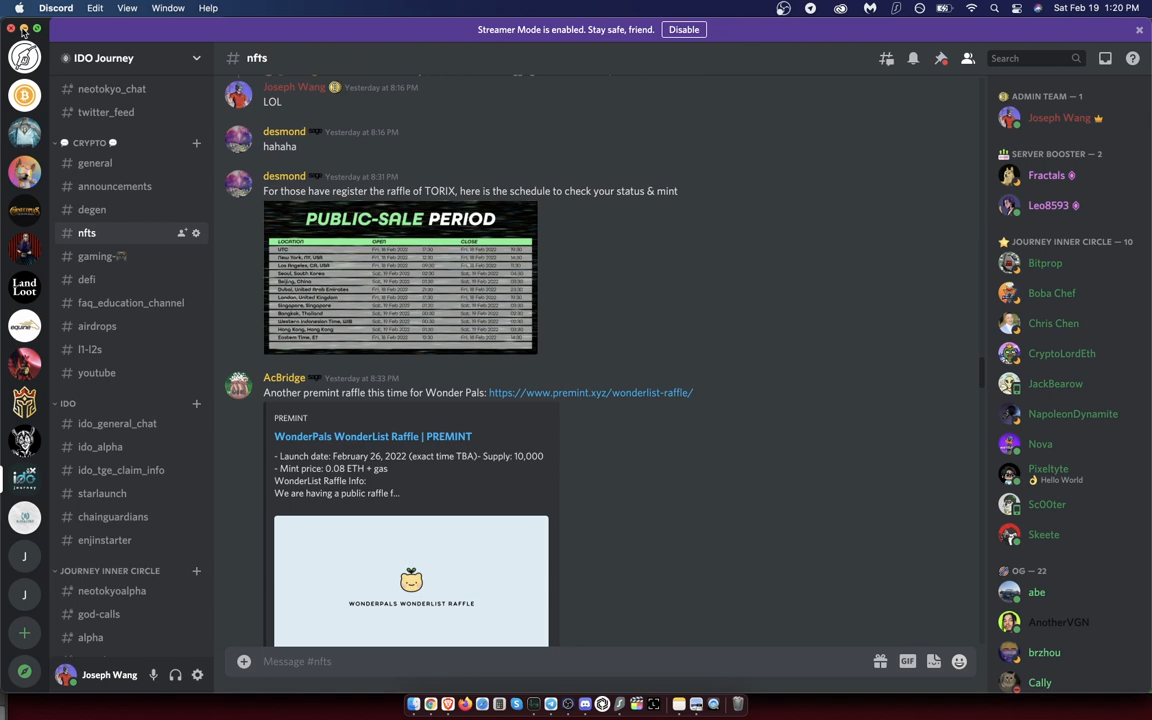 Discord File Edit View Window Help
Sat Feb 19 1:20 PM
Streamer Mode is enabled. Stay safe, friend. Disable
IDO Journey
neotokyo_chat
twitter_feed
CRYPTO
general
announcements
degen
nfts
gaming-
defi
faq_education_channel
airdrops
l1-l2s
youtube
IDO
ido_general_chat
ido_alpha
ido_tge_claim_info
starlaunch
chainguardians
enjinstarter
JOURNEY INNER CIRCLE
neotokyoalpha
god-calls
alpha
Joseph Wang
Land
Loot
J
J
# nfts
Search
Joseph Wang Yesterday at 8:16 PM
LOL
desmond Yesterday at 8:16 PM
hahaha
desmond Yesterday at 8:31 PM
For those have register the raffle of TORIX, here is the schedule to check your status & mint
PUBLIC-SALE PERIOD
LOCATION OPEN CLOSE
AcBridge Yesterday at 8:33 PM
Another premint raffle this time for Wonder Pals: https://www.premint.xyz/wonderlist-raffle/
PREMINT
WonderPals WonderList Raffle | PREMINT
- Launch date: February 26, 2022 (exact time TBA)- Supply: 10,000
- Mint price: 0.08 ETH + gas
WonderList Raffle Info:
We are having a public raffle f...
WONDERPALS WONDERLIST RAFFLE
Message #nfts
GIF
ADMIN TEAM — 1
Joseph Wang
SERVER BOOSTER — 2
Fractals
Leo8593
JOURNEY INNER CIRCLE — 10
Bitprop
Boba Chef
Chris Chen
CryptoLordEth
JackBearow
NapoleonDynamite
Nova
Pixeltyte
Hello World
Sc00ter
Skeete
OG — 22
abe
AnotherVGN
brzhou
Cally